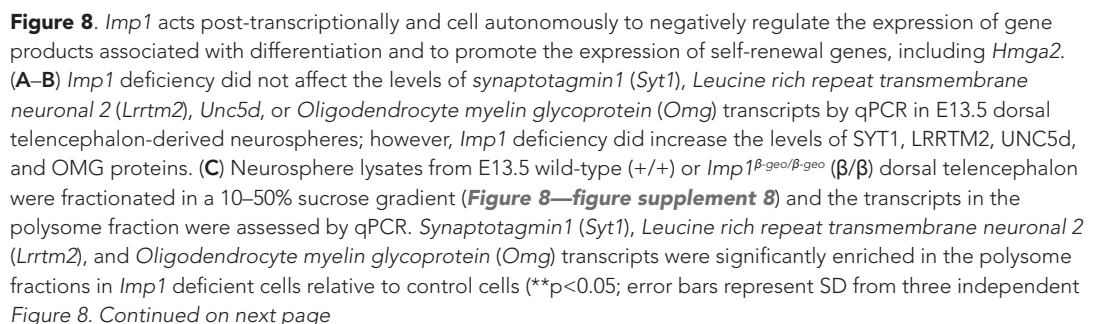 Figure 8. Imp1 acts post-transcriptionally and cell autonomously to negatively regulate the expression of gene
products associated with differentiation and to promote the expression of self-renewal genes, including Hmga2.
(A–B) Imp1 deficiency did not affect the levels of synaptotagmin1 (Syt1), Leucine rich repeat transmembrane
neuronal 2 (Lrrtm2), Unc5d, or Oligodendrocyte myelin glycoprotein (Omg) transcripts by qPCR in E13.5 dorsal
telencephalon-derived neurospheres; however, Imp1 deficiency did increase the levels of SYT1, LRRTM2, UNC5d,
and OMG proteins. (C) Neurosphere lysates from E13.5 wild-type (+/+) or Imp1β-geo/β-geo (β/β) dorsal telencephalon
were fractionated in a 10–50% sucrose gradient (Figure 8—figure supplement 8) and the transcripts in the
polysome fraction were assessed by qPCR. Synaptotagmin1 (Syt1), Leucine rich repeat transmembrane neuronal 2
(Lrrtm2), and Oligodendrocyte myelin glycoprotein (Omg) transcripts were significantly enriched in the polysome
fractions in Imp1 deficient cells relative to control cells (**p<0.05; error bars represent SD from three independent
Figure 8. Continued on next page